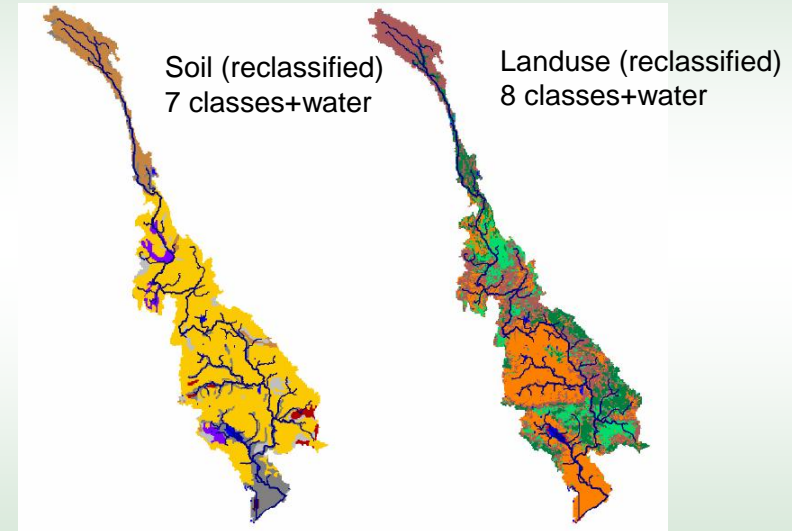 Soil (reclassified)
7 classes+water
Landuse (reclassified)
8 classes+water